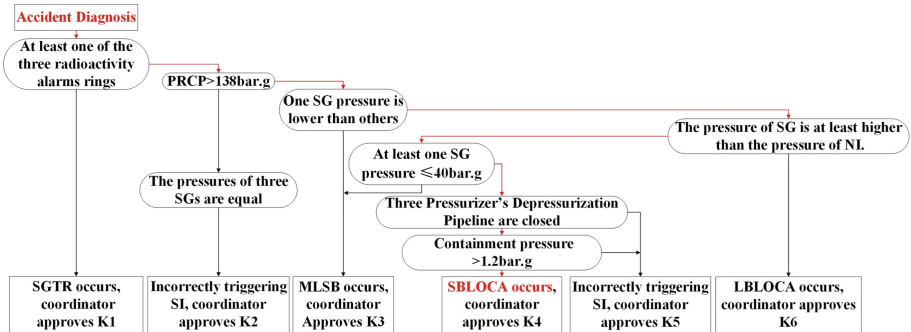 Accident Diagnosis
At least one of the
three radioactivity
alarms rings
PRCP>138bar.g
One SG pressure is
lower than others
The pressure of SG is at least higher
than the pressure of NI.
At least one SG
pressure ≤40bar.g
The pressures of three
SGs are equal
Three Pressurizer's Depressurization
Pipeline are closed
Containment pressure
>1.2bar.g
SGTR occurs,
coordinator
approves K1
Incorrectly triggering
SI, coordinator
approves K2
MLSB occurs,
coordinator
Approves K3
SBLOCA occurs,
coordinator
approves K4
Incorrectly triggering
SI, coordinator
approves K5
LBLOCA occurs,
coordinator approves
K6